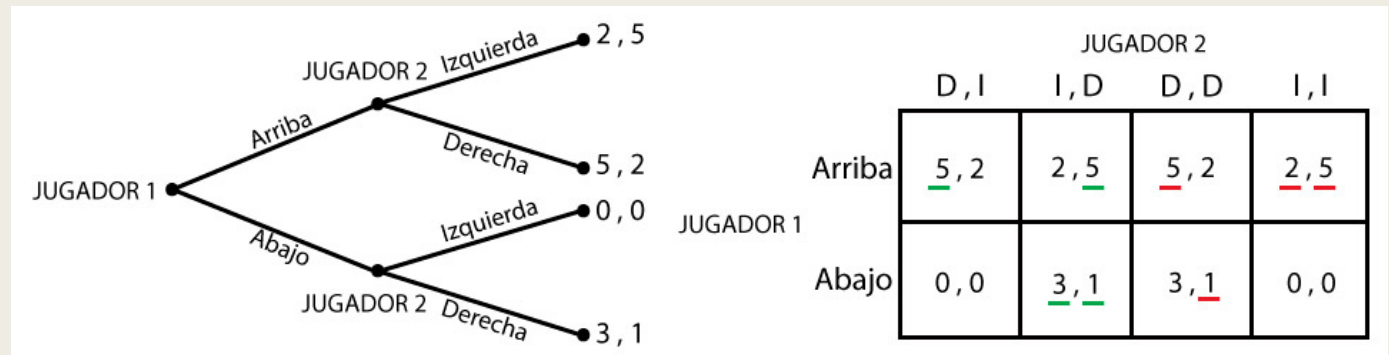 JUGADOR 1
Arriba
Abajo
JUGADOR 2
Izquierda
Derecha
2 , 5
5 , 2
JUGADOR 2
Izquierda
Derecha
0 , 0
3 , 1
JUGADOR 2
D , I I , D D , D I , I
JUGADOR 1
Arriba 5 , 2 2 , 5 5 , 2 2 , 5
Abajo 0 , 0 3 , 1 3 , 1 0 , 0